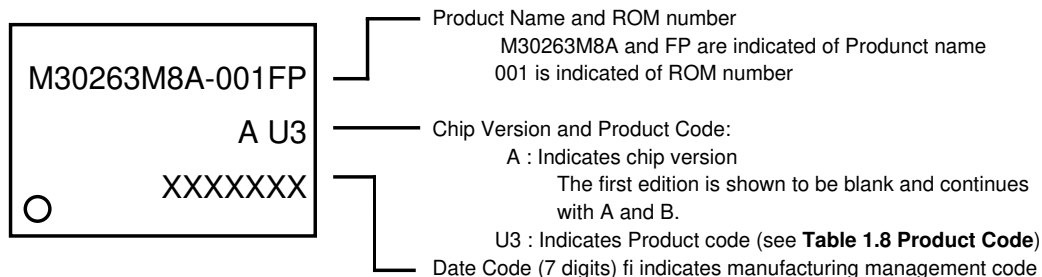 M30263M8A-001FP
A U3
XXXXXXX
Product Name and ROM number
M30263M8A and FP are indicated of Produnct name
001 is indicated of ROM number
Chip Version and Product Code:
A : Indicates chip version
The first edition is shown to be blank and continues
with A and B.
U3 : Indicates Product code (see Table 1.8 Product Code)
Date Code (7 digits) fi indicates manufacturing management code